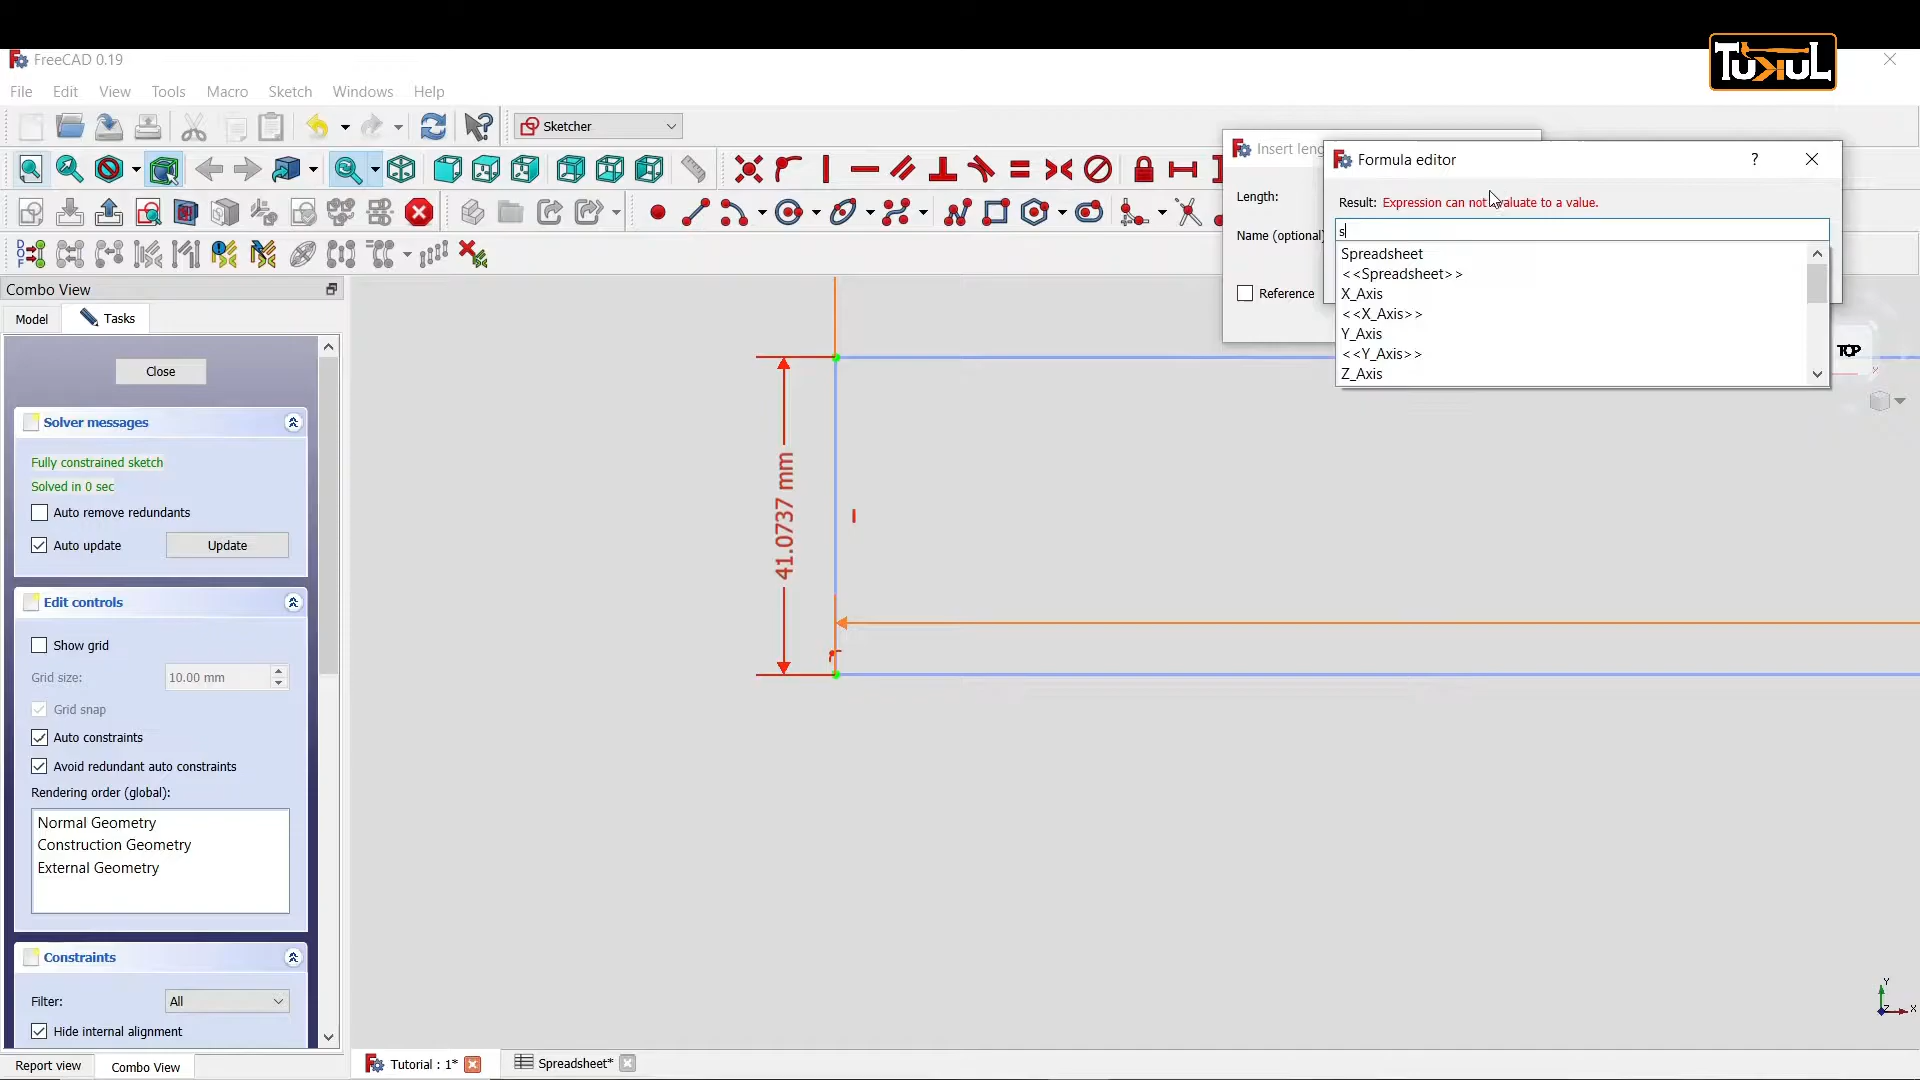 FreeCAD 0.19
TUKUL
File Edit View Tools Macro Sketch Windows Help
Sketcher
Insert leng
Formula editor
?
Length:
Result: Expression can not evaluate to a value.
Name (optional)
s
Spreadsheet
<<Spreadsheet>>
X_Axis
<<X_Axis>>
Y_Axis
<<Y_Axis>>
Z_Axis
Reference
TOP
Combo View
Model
Tasks
Close
Solver messages
Fully constrained sketch
Solved in 0 sec
Auto remove redundants
Auto update
Update
Edit controls
Show grid
Grid size:
10.00 mm
Grid snap
Auto constraints
Avoid redundant auto constraints
Rendering order (global):
Normal Geometry
Construction Geometry
External Geometry
Constraints
Filter:
All
Hide internal alignment
41.0737 mm
Y
X
Z
Report view
Combo View
Tutorial : 1*
Spreadsheet*